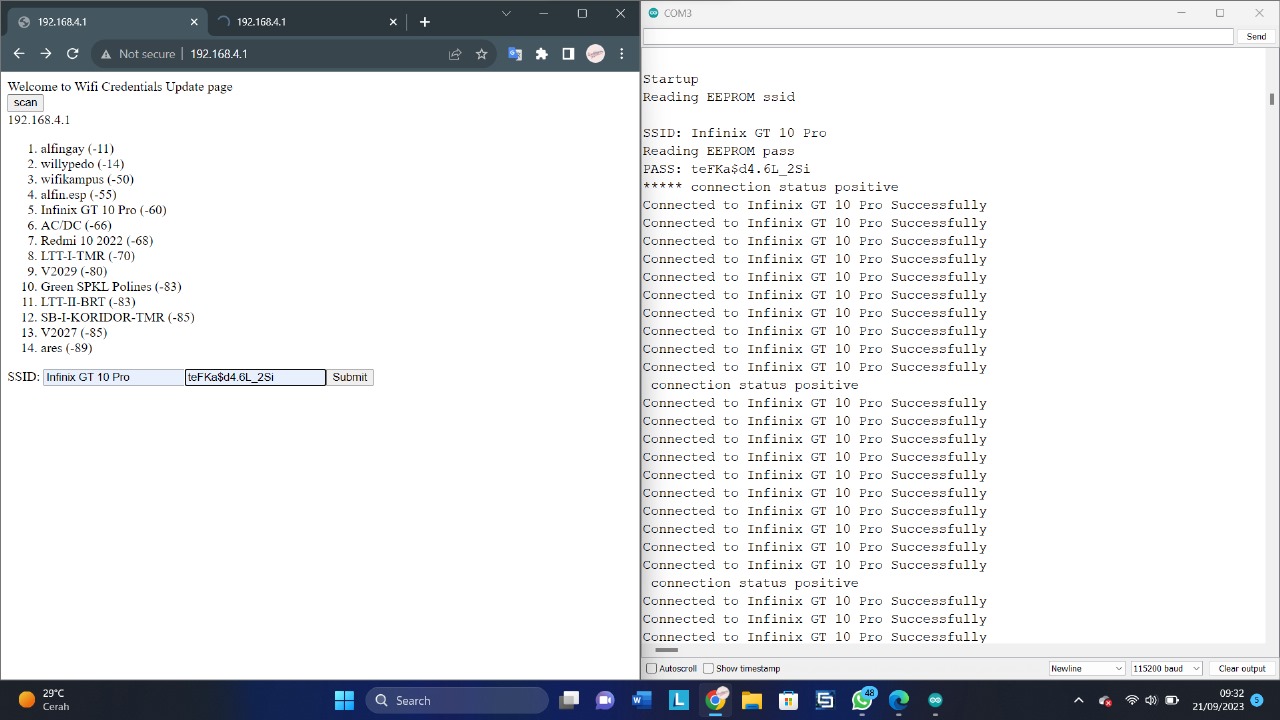 192.168.4.1
192.168.4.1
Not secure
192.168.4.1
Welcome to Wifi Credentials Update page
scan
192.168.4.1
1. alfingay (-11)
2. willypedo (-14)
3. wifikampus (-50)
4. alfin.esp (-55)
5. Infinix GT 10 Pro (-60)
6. AC/DC (-66)
7. Redmi 10 2022 (-68)
8. LTT-I-TMR (-70)
9. V2029 (-80)
10. Green SPKL Polines (-83)
11. LTT-II-BRT (-83)
12. SB-I-KORIDOR-TMR (-85)
13. V2027 (-85)
14. ares (-89)
SSID: Infinix GT 10 Pro teFKa$d4.6L_2Si Submit
COM3
Send
Startup
Reading EEPROM ssid
SSID: Infinix GT 10 Pro
Reading EEPROM pass
PASS: teFKa$d4.6L_2Si
***** connection status positive
Connected to Infinix GT 10 Pro Successfully
Connected to Infinix GT 10 Pro Successfully
Connected to Infinix GT 10 Pro Successfully
Connected to Infinix GT 10 Pro Successfully
Connected to Infinix GT 10 Pro Successfully
Connected to Infinix GT 10 Pro Successfully
Connected to Infinix GT 10 Pro Successfully
Connected to Infinix GT 10 Pro Successfully
Connected to Infinix GT 10 Pro Successfully
Connected to Infinix GT 10 Pro Successfully
connection status positive
Connected to Infinix GT 10 Pro Successfully
Connected to Infinix GT 10 Pro Successfully
Connected to Infinix GT 10 Pro Successfully
Connected to Infinix GT 10 Pro Successfully
Connected to Infinix GT 10 Pro Successfully
Connected to Infinix GT 10 Pro Successfully
Connected to Infinix GT 10 Pro Successfully
Connected to Infinix GT 10 Pro Successfully
Connected to Infinix GT 10 Pro Successfully
Connected to Infinix GT 10 Pro Successfully
connection status positive
Connected to Infinix GT 10 Pro Successfully
Connected to Infinix GT 10 Pro Successfully
Connected to Infinix GT 10 Pro Successfully
Autoscroll Show timestamp Newline 115200 baud Clear output
29°C
Cerah
Search
48
09:32
21/09/2023
5